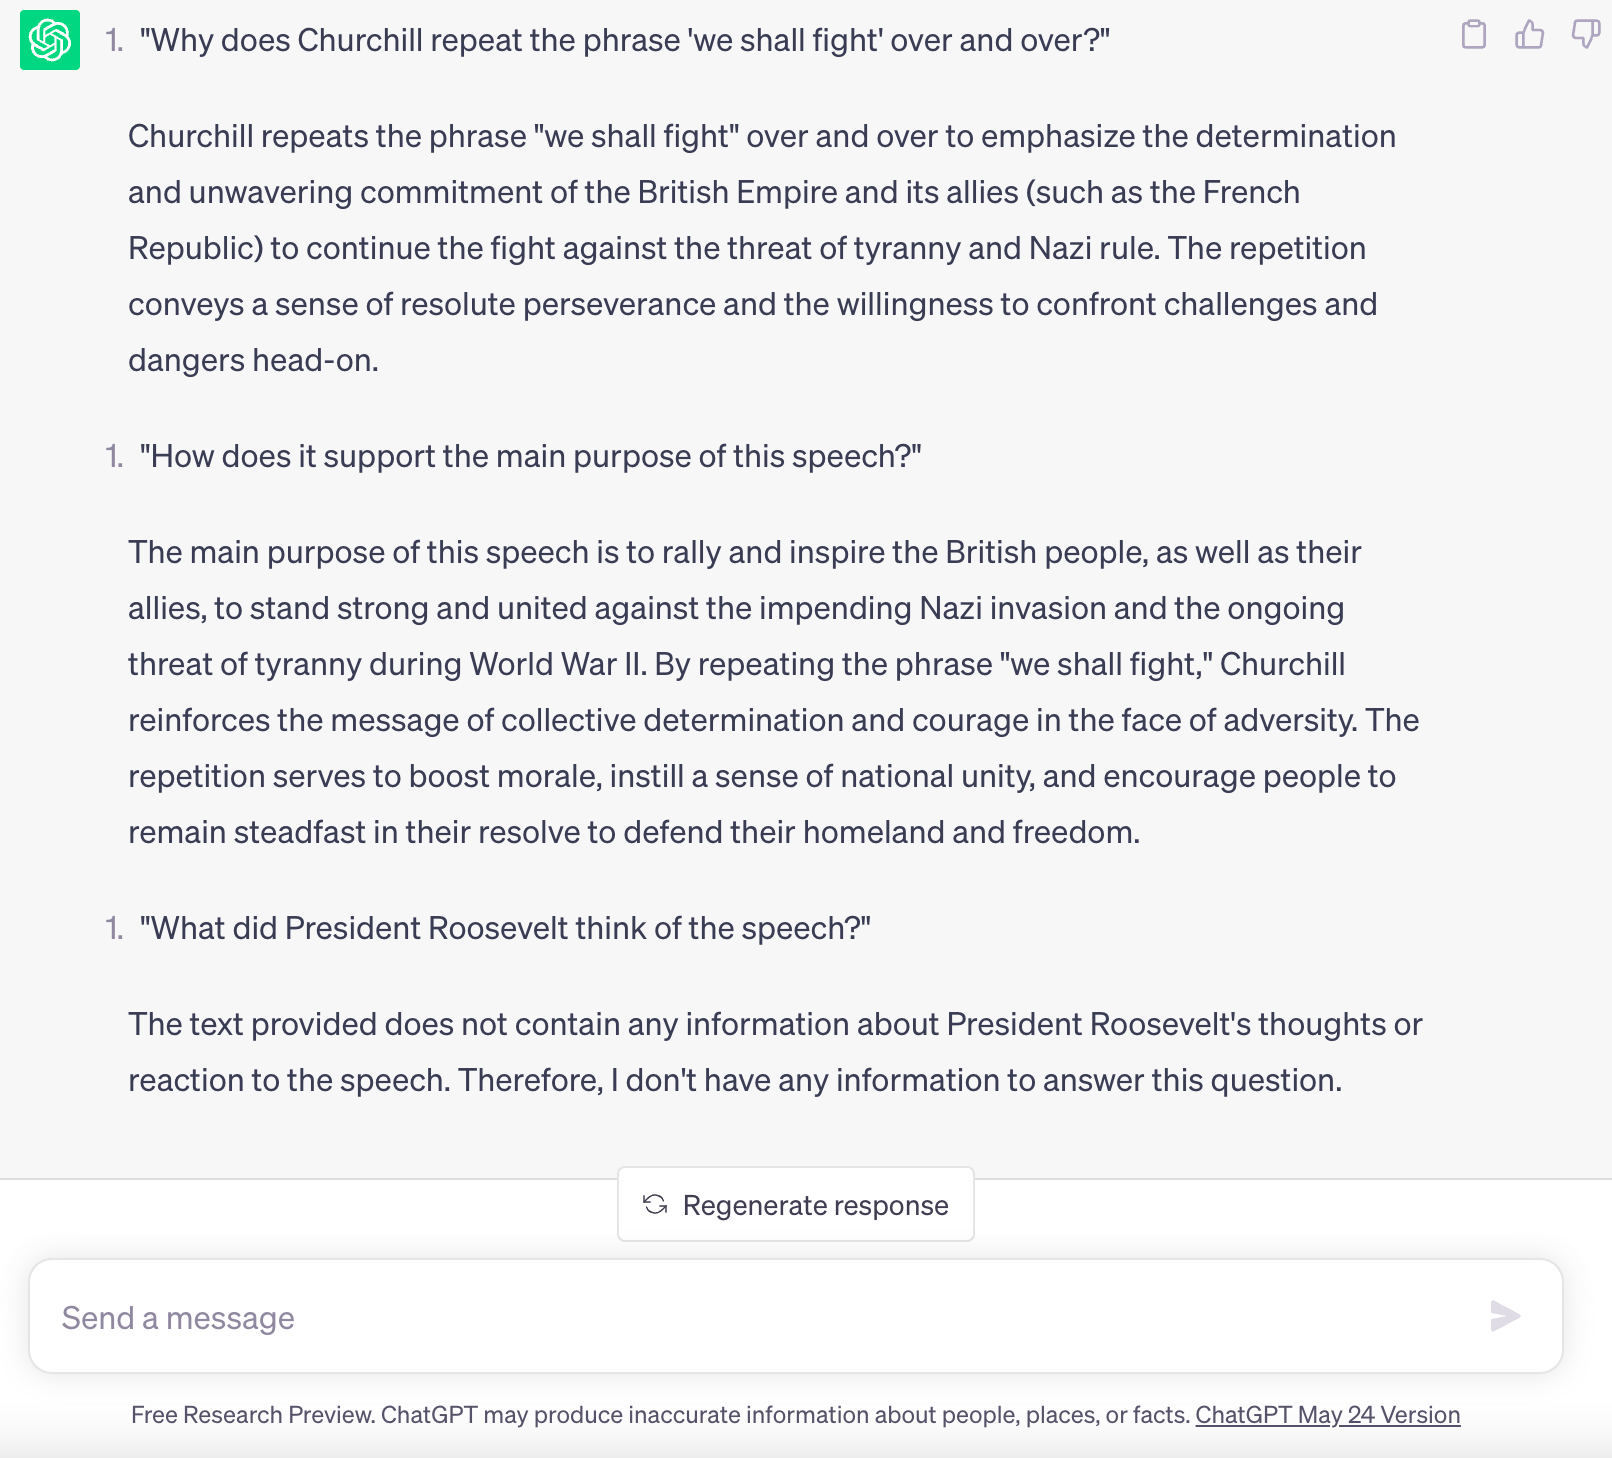 1. "Why does Churchill repeat the phrase 'we shall fight' over and over?"
Churchill repeats the phrase "we shall fight" over and over to emphasize the determination
and unwavering commitment of the British Empire and its allies (such as the French
Republic) to continue the fight against the threat of tyranny and Nazi rule. The repetition
conveys a sense of resolute perseverance and the willingness to confront challenges and
dangers head-on.
1. "How does it support the main purpose of this speech?"
The main purpose of this speech is to rally and inspire the British people, as well as their
allies, to stand strong and united against the impending Nazi invasion and the ongoing
threat of tyranny during World War II. By repeating the phrase "we shall fight," Churchill
reinforces the message of collective determination and courage in the face of adversity. The
repetition serves to boost morale, instill a sense of national unity, and encourage people to
remain steadfast in their resolve to defend their homeland and freedom.
1. "What did President Roosevelt think of the speech?"
The text provided does not contain any information about President Roosevelt's thoughts or
reaction to the speech. Therefore, I don't have any information to answer this question.
Regenerate response
Send a message
Free Research Preview. ChatGPT may produce inaccurate information about people, places, or facts. ChatGPT May 24 Version